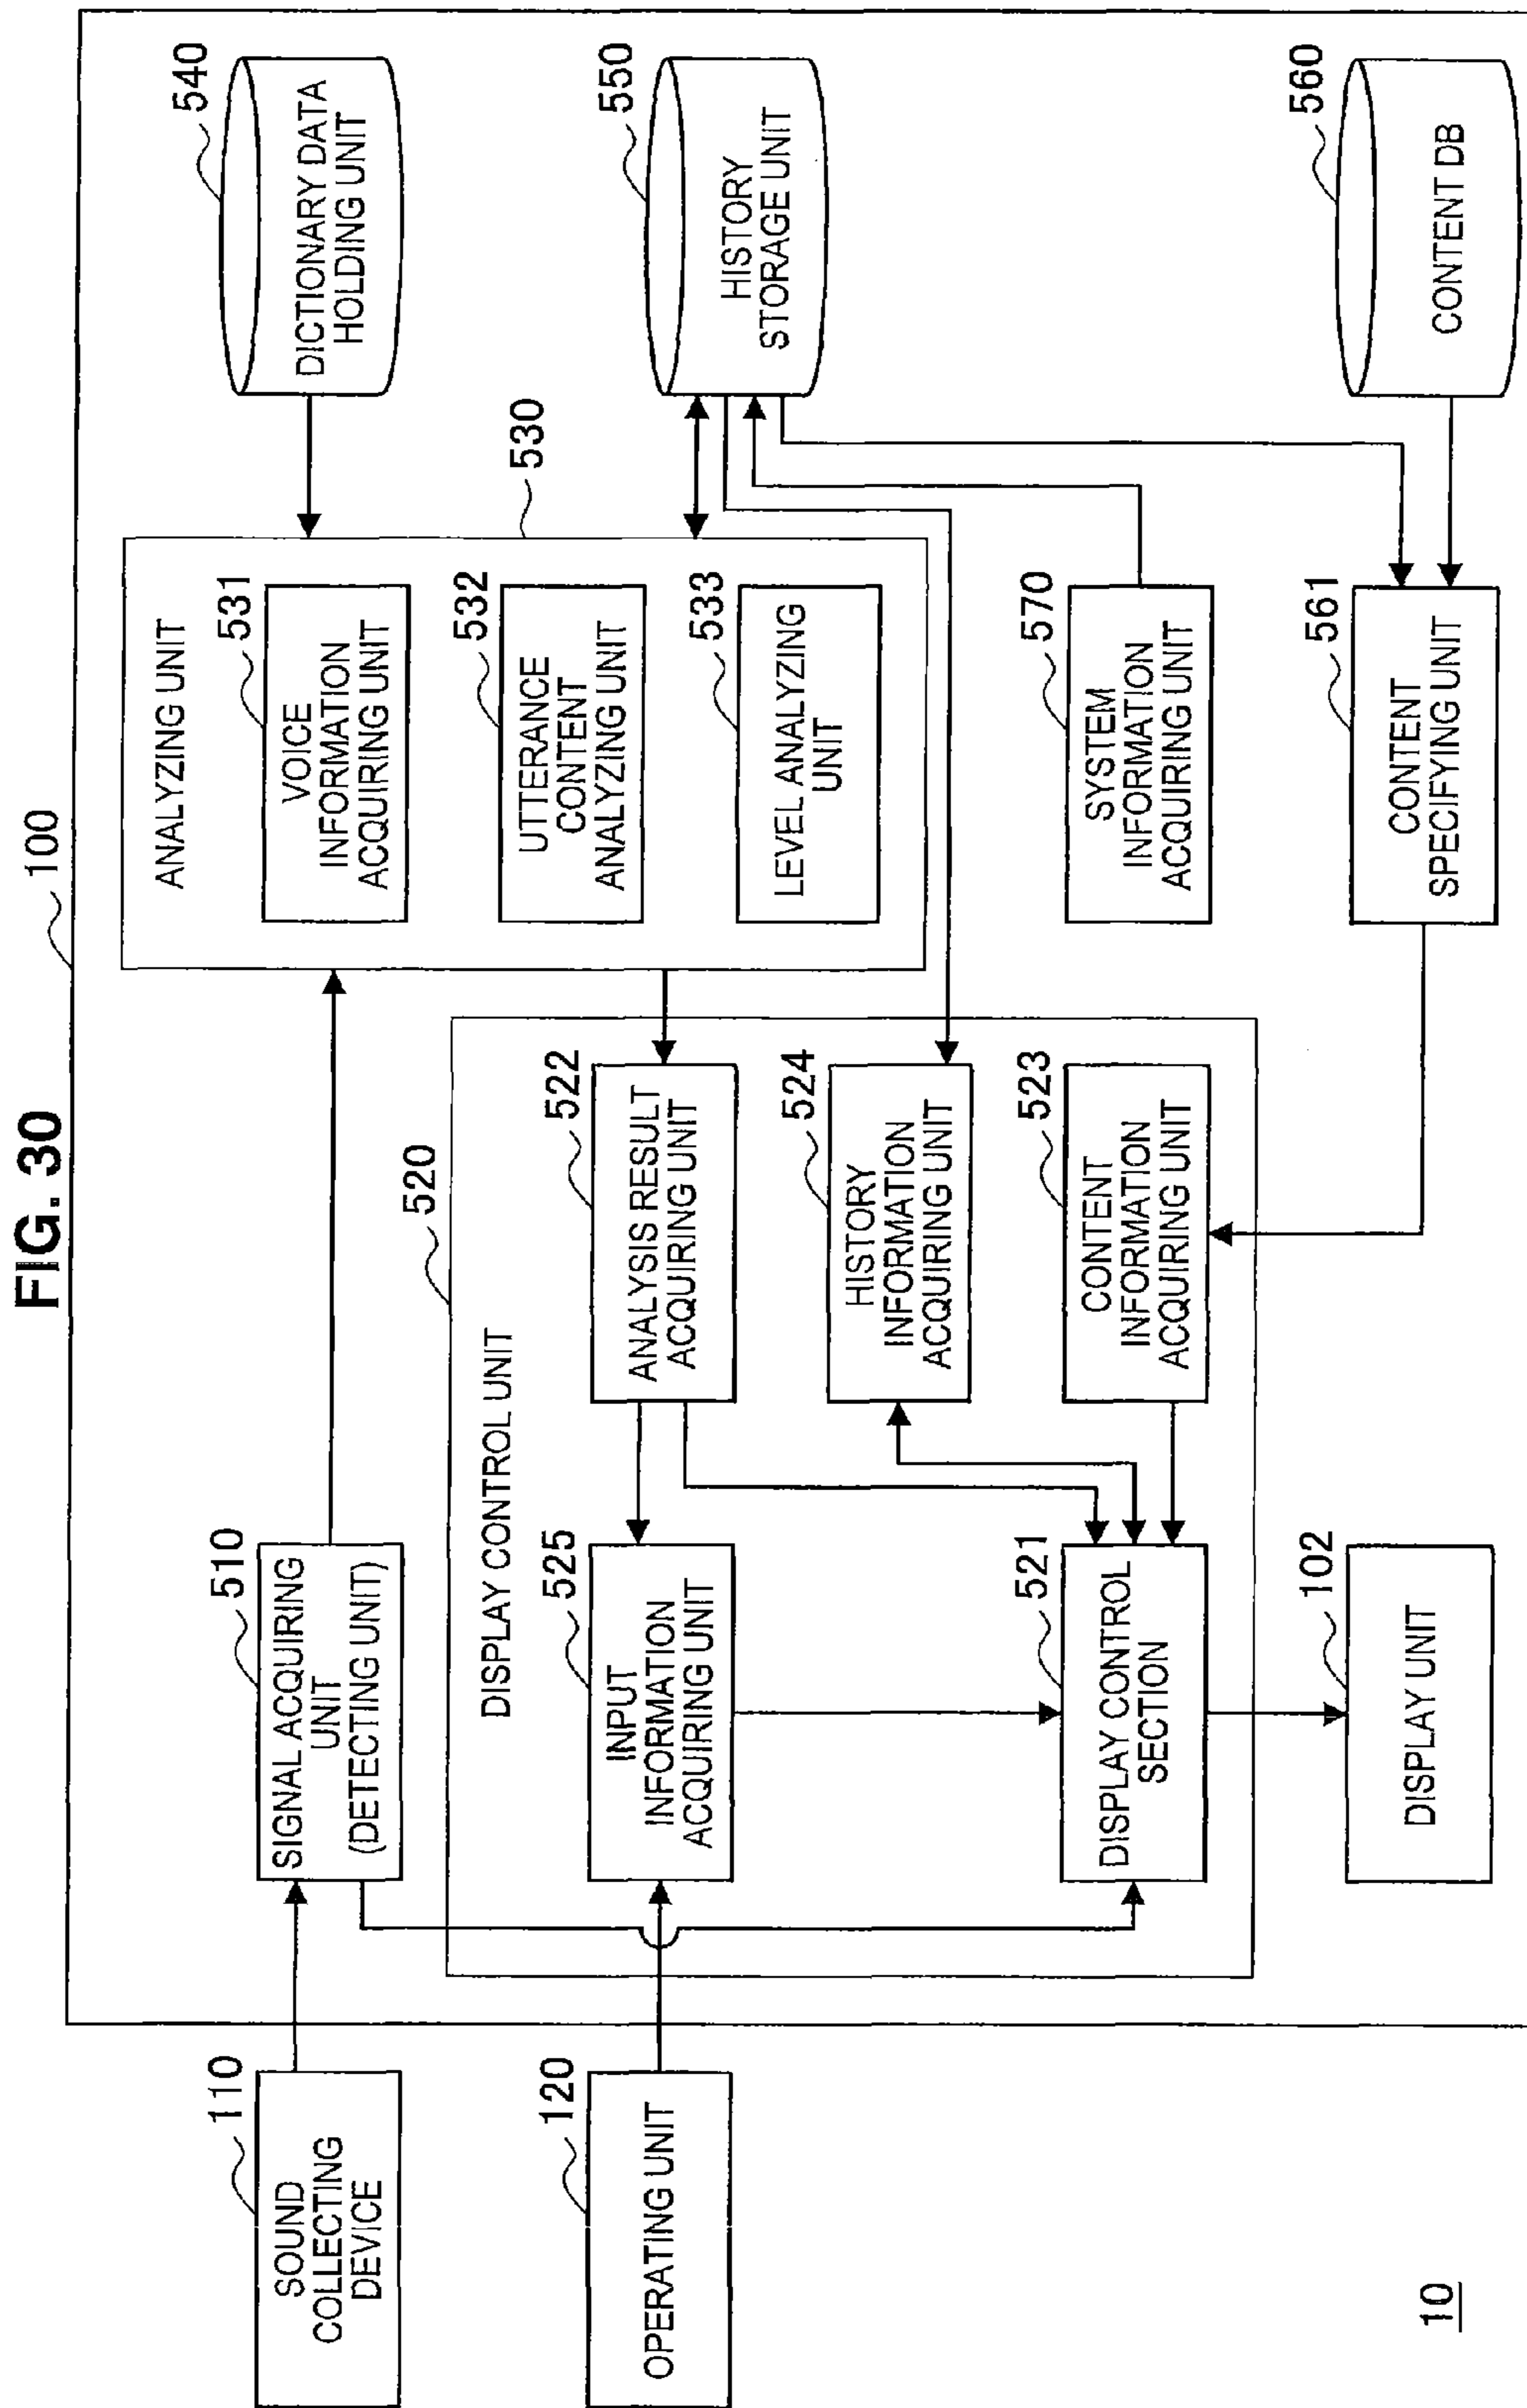 FIG. 30
100
110
SOUND
COLLECTING
DEVICE
510
SIGNAL ACQUIRING
UNIT
(DETECTING UNIT)
ANALYZING UNIT
531
VOICE
INFORMATION
ACQUIRING UNIT
540
DICTIONARY DATA
HOLDING UNIT
520
DISPLAY CONTROL UNIT
532
UTTERANCE
CONTENT
ANALYZING UNIT
530
120
OPERATING UNIT
525
INPUT
INFORMATION
ACQUIRING UNIT
522
ANALYSIS RESULT
ACQUIRING UNIT
533
LEVEL ANALYZING
UNIT
550
HISTORY
STORAGE UNIT
524
HISTORY
INFORMATION
ACQUIRING UNIT
521
DISPLAY CONTROL
SECTION
523
CONTENT
INFORMATION
ACQUIRING UNIT
570
SYSTEM
INFORMATION
ACQUIRING UNIT
102
DISPLAY UNIT
561
CONTENT
SPECIFYING UNIT
560
CONTENT DB
10